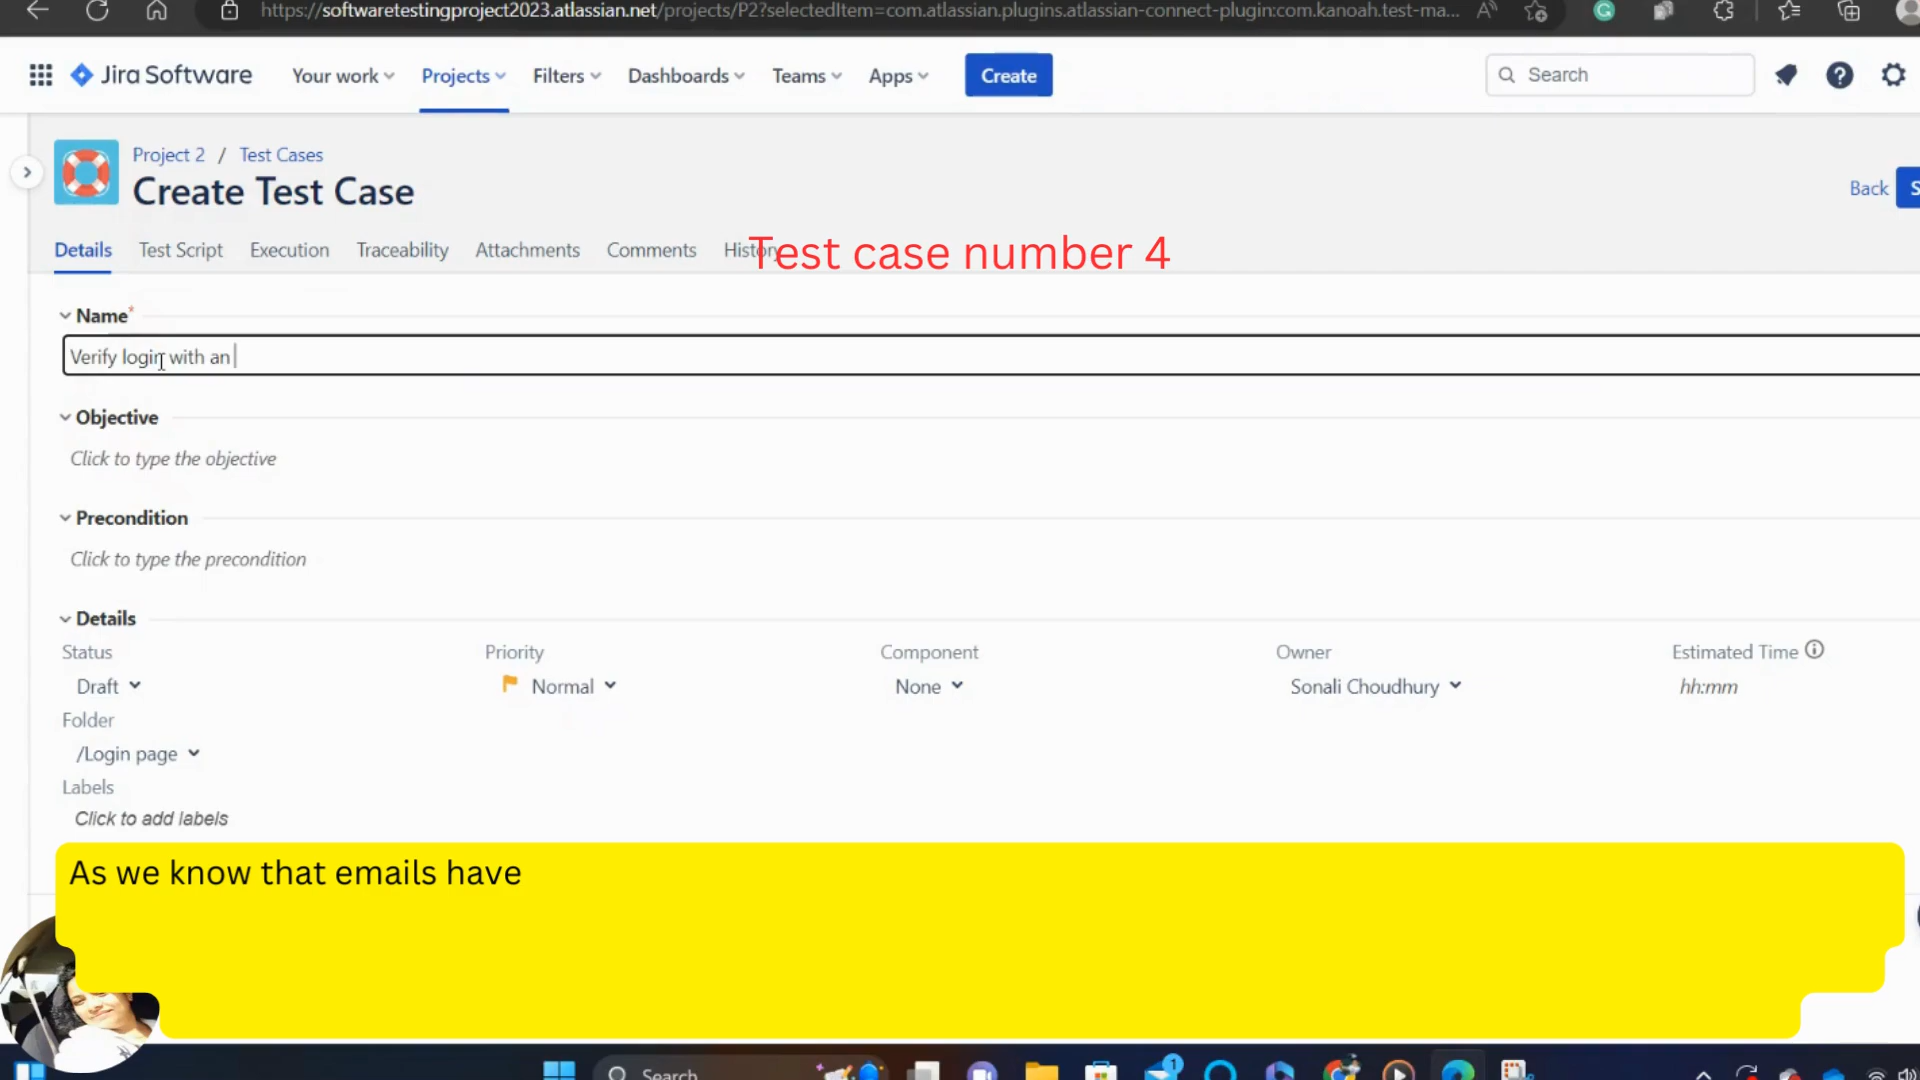 https://softwaretestingproject2023.atlassian.net/projects/P2?selectedItem=com.atlassian.plugins.atlassian-connect-plugin:com.kanoah.test-ma...
Jira Software
Your work
Projects
Filters
Dashboards
Teams
Apps
Create
Search
Project 2 / Test Cases
Create Test Case
Back
Details
Test Script
Execution
Traceability
Attachments
Comments
History
Test case number 4
Name*
Verify login with an
Objective
Click to type the objective
Precondition
Click to type the precondition
Details
Status
Priority
Component
Owner
Estimated Time
Draft
Normal
None
Sonali Choudhury
hh:mm
Folder
/Login page
Labels
Click to add labels
As we know that emails have
Search
1